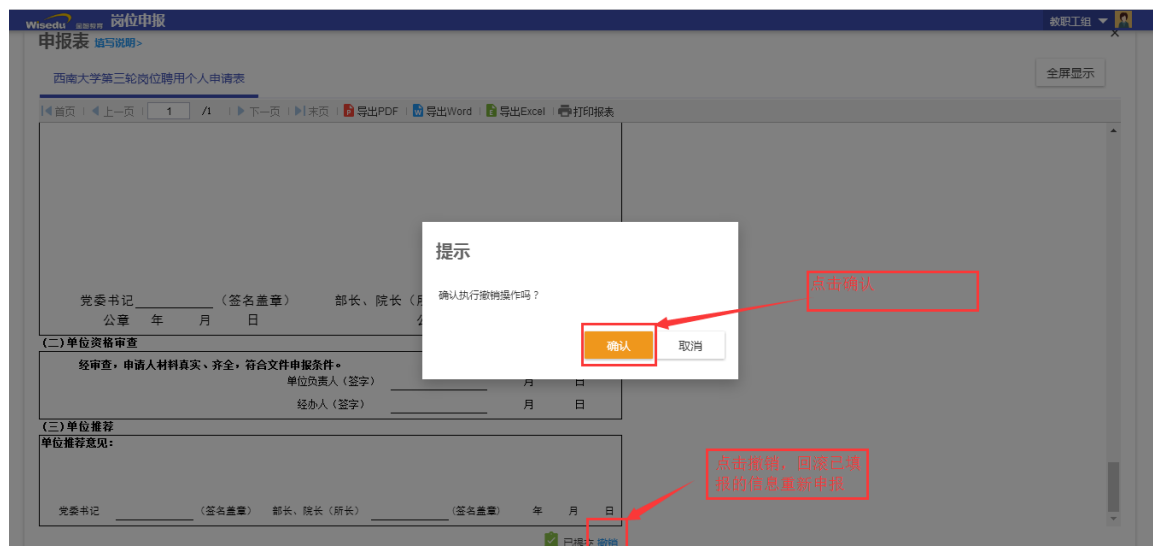 Wisedu 金智教育 岗位申报 教职工组
申报表 填写说明>
×
西南大学第三轮岗位聘用个人申请表
全屏显示
首页 上一页 1 /1 下一页 末页 导出PDF 导出Word 导出Excel 打印报表
提示
确认执行撤销操作吗？
确认 取消
点击确认
党委书记________（签名盖章） 部长、院长（
公章 年 月 日
(二)单位资格审查
经审查，申请人材料真实、齐全，符合文件申报条件。
单位负责人（签字） 月 日
经办人（签字） 月 日
(三)单位推荐
单位推荐意见：
点击撤销，回滚已填
报的信息重新申报
党委书记 （签名盖章） 部长、院长（所长） （签名盖章） 年 月 日
已提交 撤销